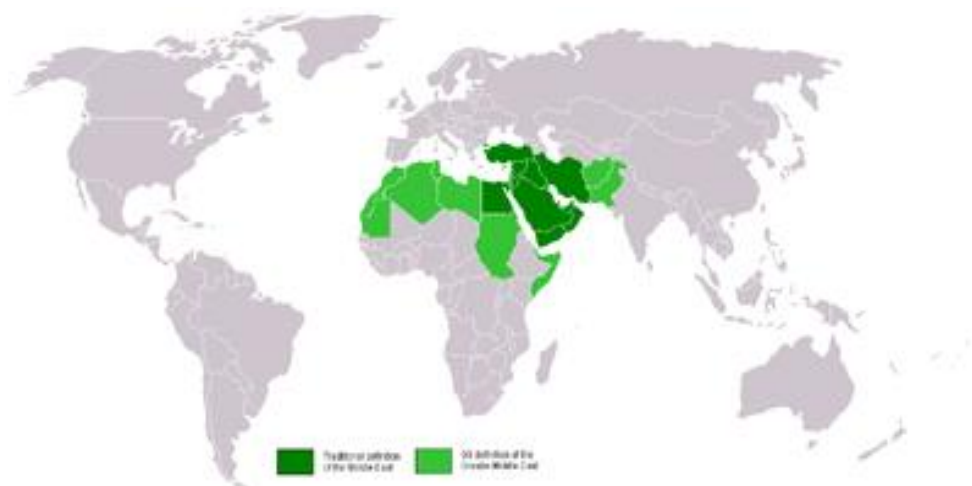 Traditional definition
of the Middle East
G8 definition of the
Greater Middle East